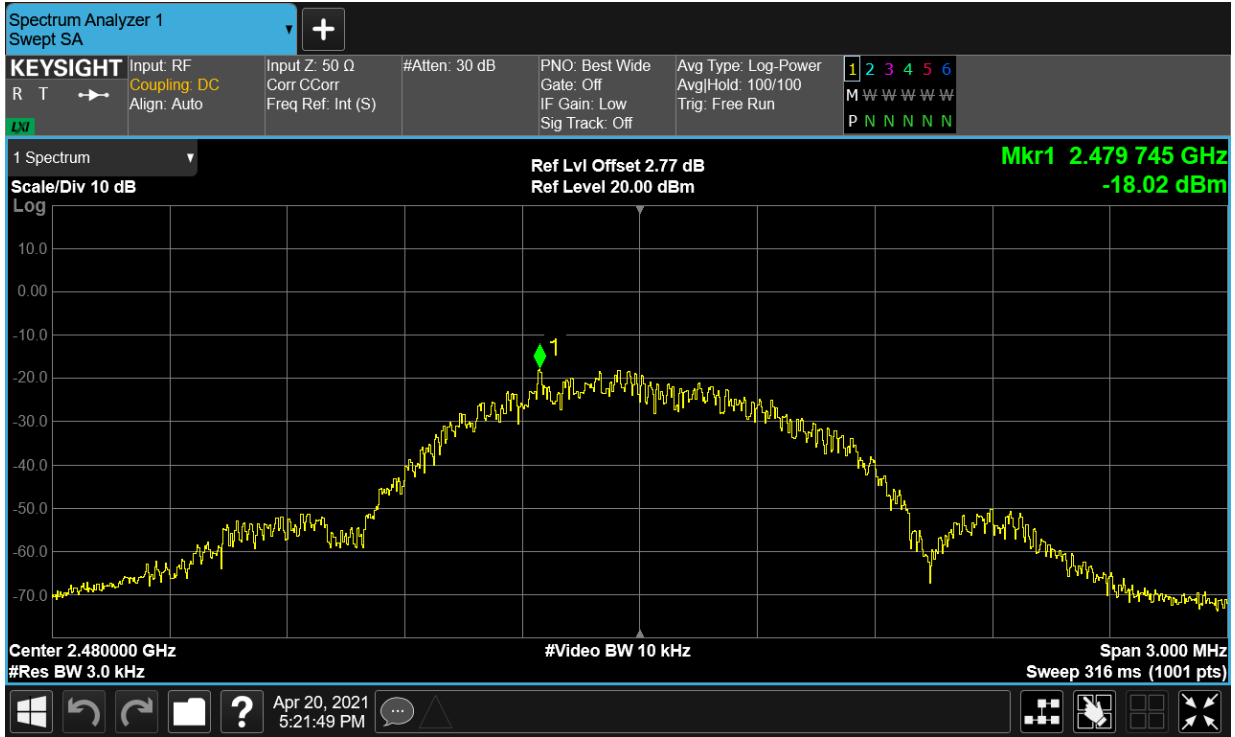 Spectrum Analyzer 1
Swept SA
KEYSIGHT
R T
LXI
Input: RF
Coupling: DC
Align: Auto
Input Z: 50 Ω
Corr CCorr
Freq Ref: Int (S)
#Atten: 30 dB
PNO: Best Wide
Gate: Off
IF Gain: Low
Sig Track: Off
Avg Type: Log-Power
Avg|Hold: 100/100
Trig: Free Run
1 2 3 4 5 6
M W W W W W
P N N N N N
1 Spectrum
Scale/Div 10 dB
Log
Ref Lvl Offset 2.77 dB
Ref Level 20.00 dBm
Mkr1 2.479 745 GHz
-18.02 dBm
10.0
0.00
-10.0
1
-20.0
-30.0
-40.0
-50.0
-60.0
-70.0
Center 2.480000 GHz
#Res BW 3.0 kHz
#Video BW 10 kHz
Span 3.000 MHz
Sweep 316 ms (1001 pts)
?
Apr 20, 2021
5:21:49 PM